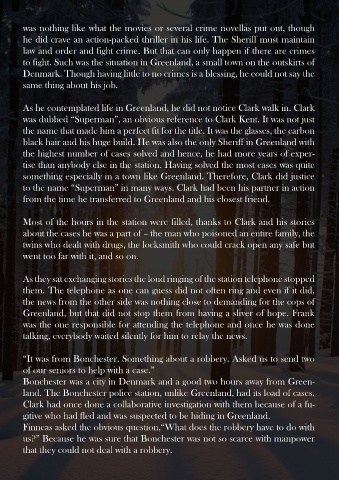 was nothing like what the movies or several crime novellas put out, though
he did crave an action-packed thriller in his life. The Sheriff must maintain
law and order and fight crime. But that can only happen if there are crimes
to fight. Such was the situation in Greenland, a small town on the outskirts of
Denmark. Though having little to no crimes is a blessing, he could not say the
same thing about his job.

As he contemplated life in Greenland, he did not notice Clark walk in. Clark
was dubbed “Superman”, an obvious reference to Clark Kent. It was not just
the name that made him a perfect fit for the title. It was the glasses, the carbon
black hair and his huge build. He was also the only Sheriff in Greenland with
the highest number of cases solved and hence, he had more years of exper-
tise than anybody else in the station. Having solved the most cases was quite
something especially in a town like Greenland. Therefore, Clark did justice
to the name “Superman” in many ways. Clark had been his partner in action
from the time he transferred to Greenland and his closest friend.

Most of the hours in the station were filled, thanks to Clark and his stories
about the cases he was a part of – the man who poisoned an entire family, the
twins who dealt with drugs, the locksmith who could crack open any safe but
went too far with it, and so on.

As they sat exchanging stories the loud ringing of the station telephone stopped
them. The telephone as one can guess did not often ring and even if it did,
the news from the other side was nothing close to demanding for the cops of
Greenland, but that did not stop them from having a sliver of hope. Frank
was the one responsible for attending the telephone and once he was done
talking, everybody waited silently for him to relay the news.

“It was from Bonchester. Something about a robbery. Asked us to send two
of our seniors to help with a case.”
Bonchester was a city in Denmark and a good two hours away from Green-
land. The Bonchester police station, unlike Greenland, had its load of cases.
Clark had once done a collaborative investigation with them because of a fu-
gitive who had fled and was suspected to be hiding in Greenland.
Finneas asked the obvious question,“What does the robbery have to do with
us?” Because he was sure that Bonchester was not so scarce with manpower
that they could not deal with a robbery.